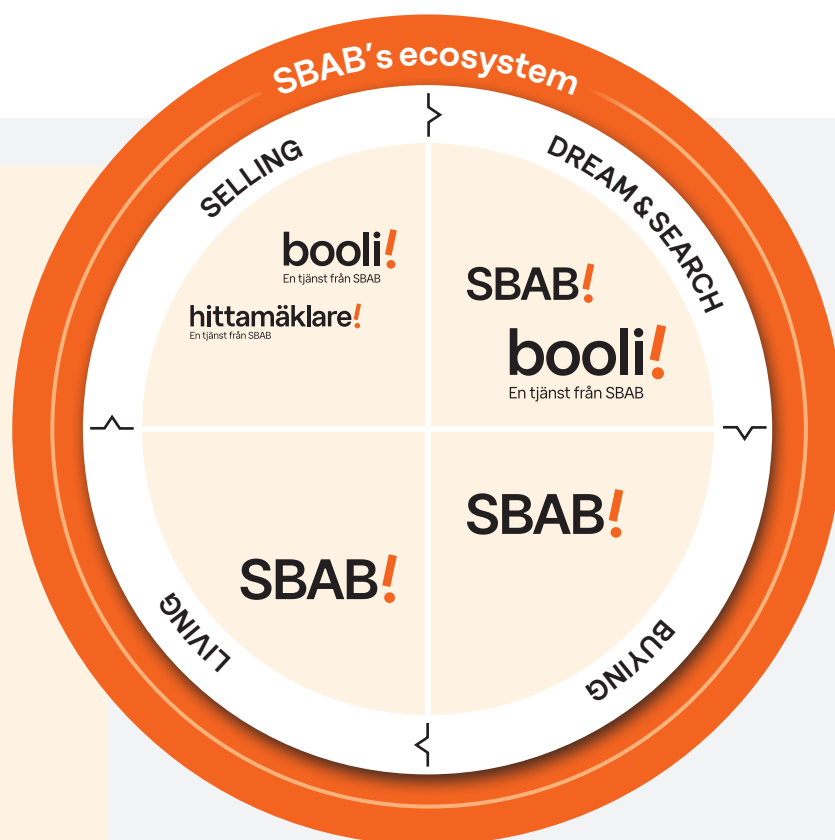 SBAB's ecosystem
SELLING
booli!
En tjänst från SBAB
hittamäklare!
En tjänst från SBAB
DREAM & SEARCH
SBAB!
booli!
En tjänst från SBAB
LIVING
SBAB!
BUYING
SBAB!